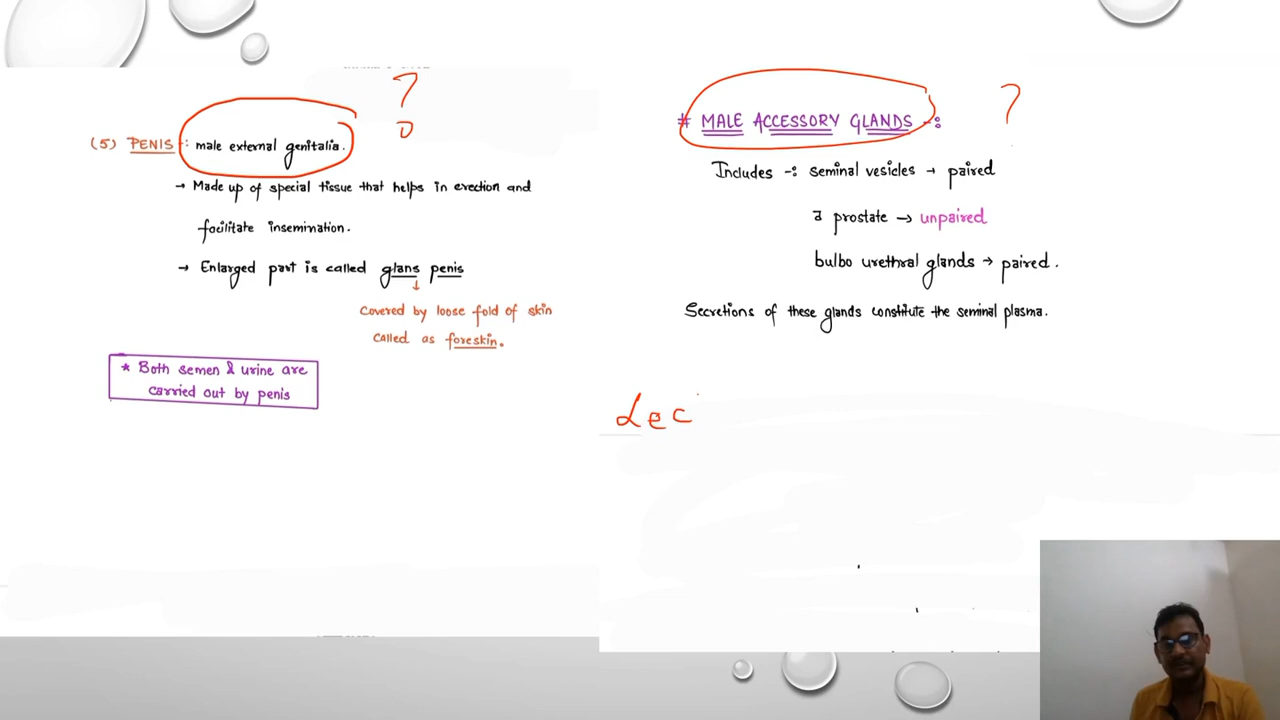 (5) PENIS -: male external genitalia.
→ Made up of special tissue that helps in erection and
facilitate insemination.
→ Enlarged part is called glans penis
↓
covered by loose fold of skin
called as foreskin.
* Both semen & urine are
carried out by penis
?
# MALE ACCESSORY GLANDS -:
?
Includes -: seminal vesicles → paired
a prostate → unpaired
bulbo urethral glands → paired.
Secretions of these glands constitute the seminal plasma.
Lec